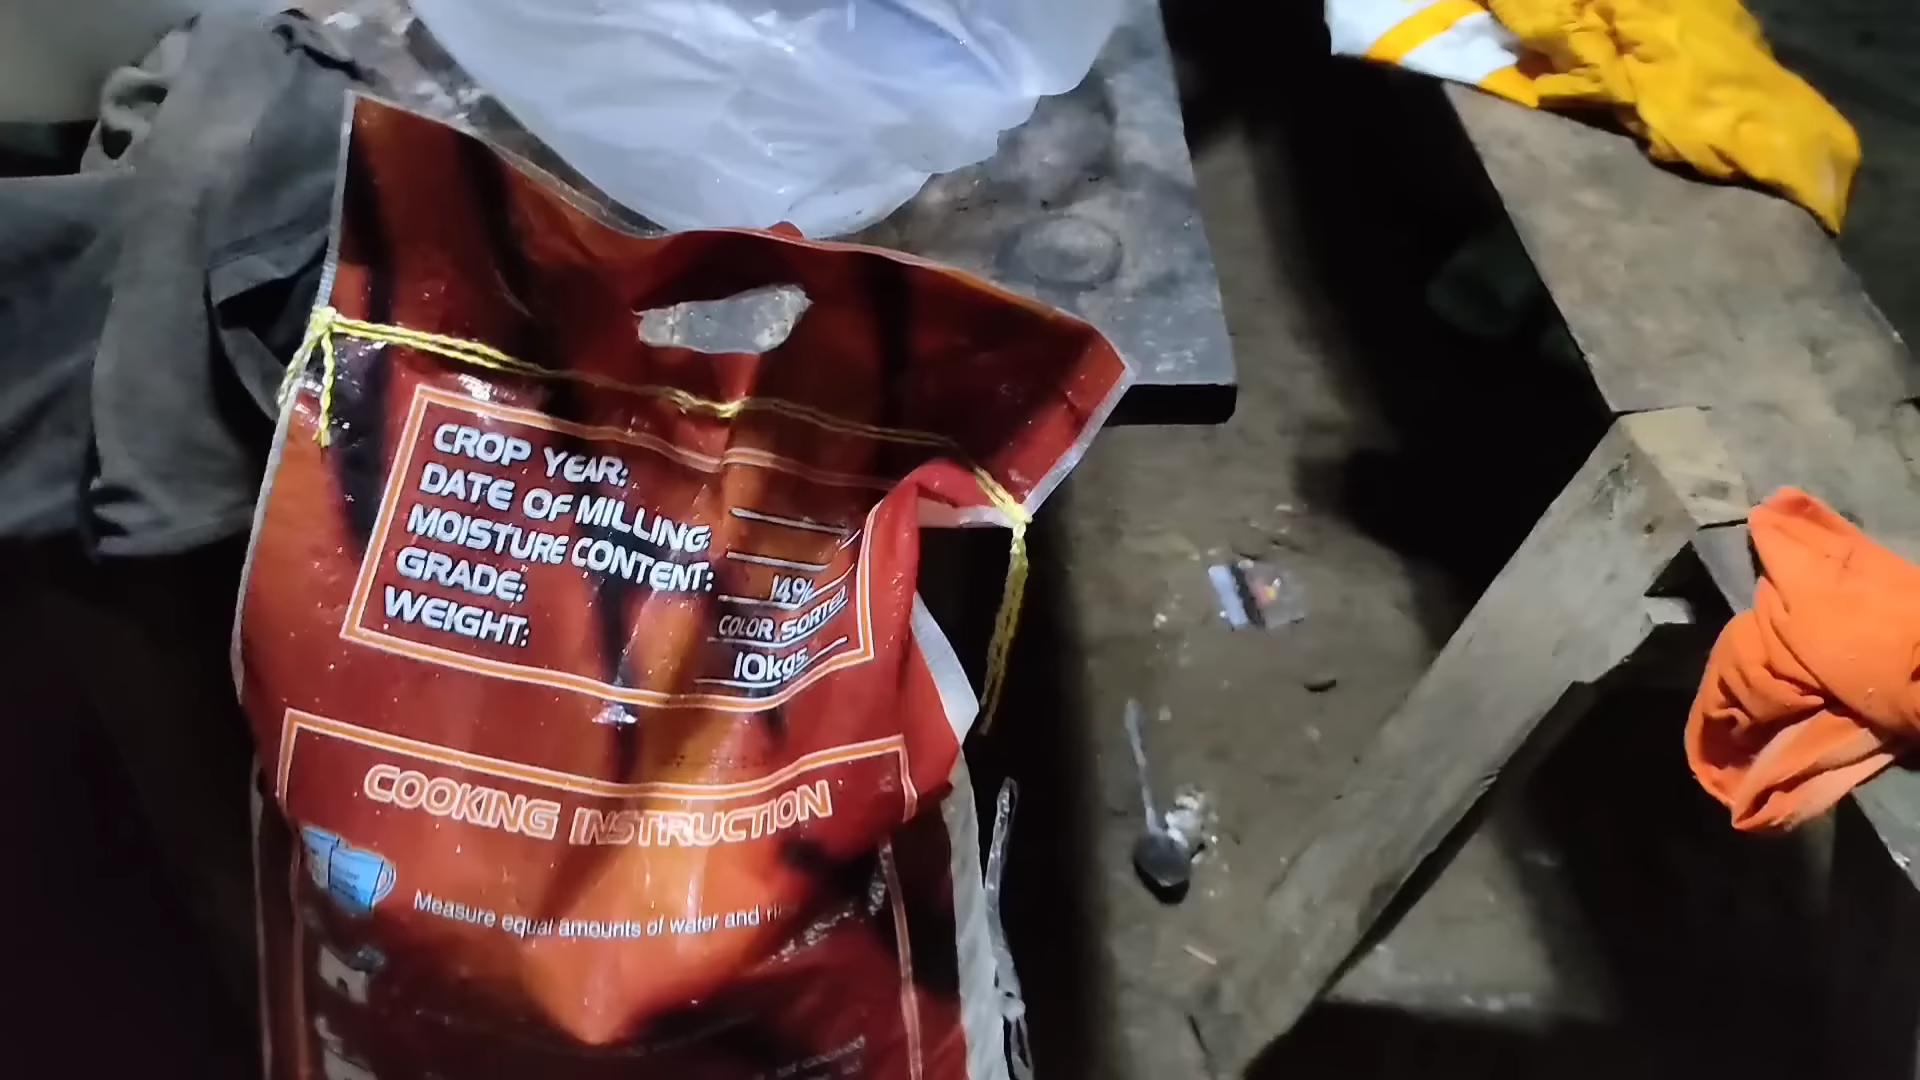 CROP YEAR:
DATE OF MILLING:
MOISTURE CONTENT: 14%
GRADE: COLOR SORTED
WEIGHT: 10kgs.
COOKING INSTRUCTION
Measure equal amounts of water and